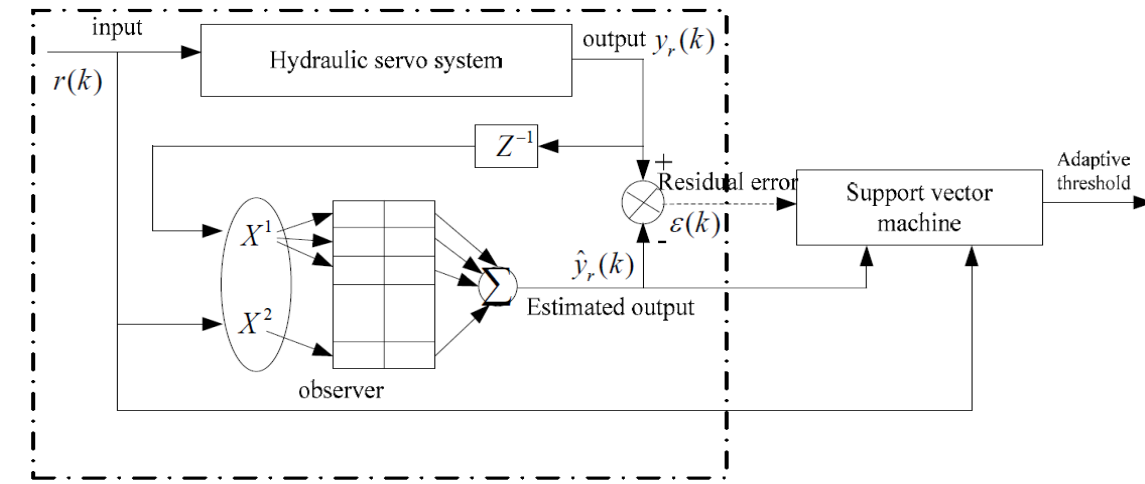 input
r(k)
Hydraulic servo system
output y_r(k)
Z^{-1}
+
Residual error
ε(k)
-
Support vector
machine
Adaptive
threshold
X^1
X^2
Σ
ŷ_r(k)
Estimated output
observer